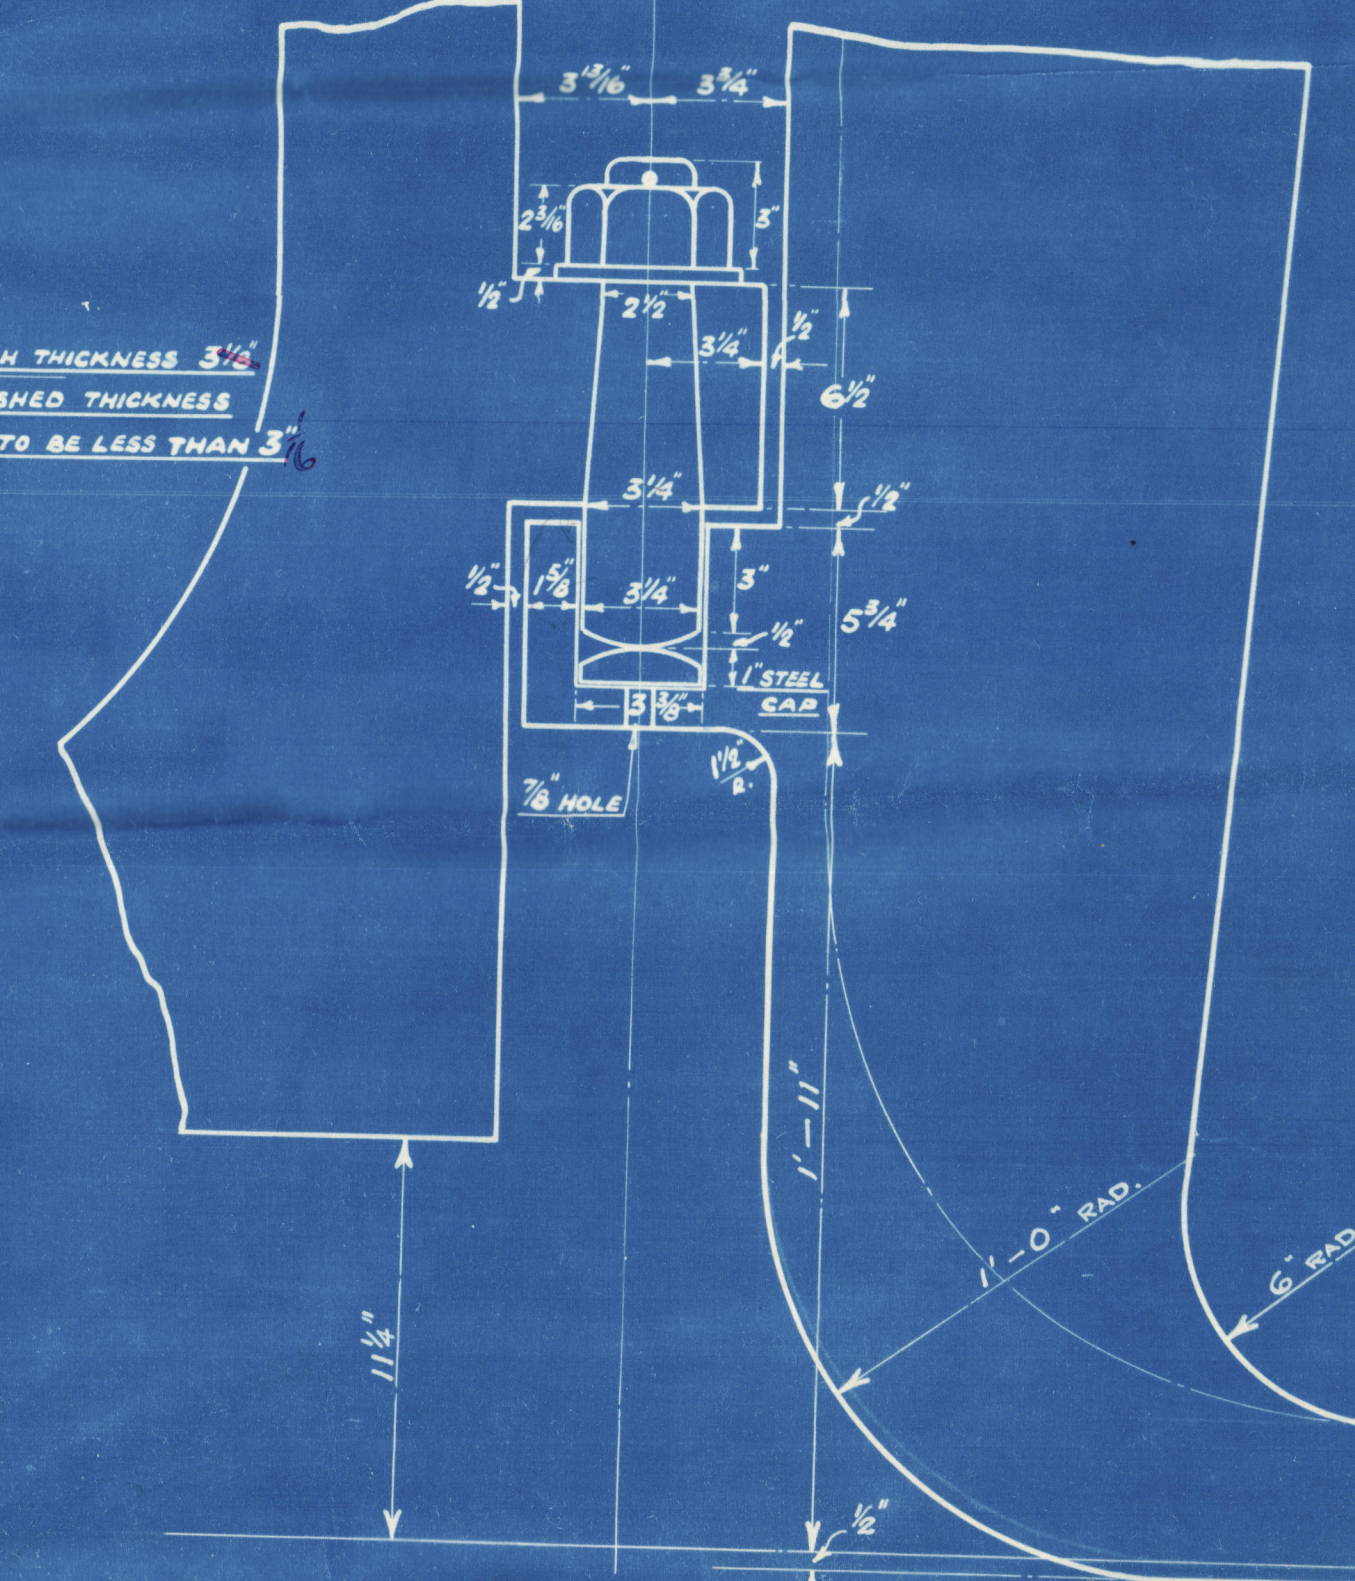 3 13/16" 3 3/4"
2 3/16" 3"
1/2" 2 1/2"
3 1/4" 1/2"
6 1/2"
H THICKNESS 3 1/8"
SHED THICKNESS
TO BE LESS THAN 3 1/16"
3 1/4" 1/2"
1/2" 1 5/8" 3 1/4" 3"
5 3/4"
1/2"
1" STEEL
CAP
3 3/8"
1 1/2"
R.
7/8" HOLE
1'-11"
1'-0" RAD.
6" RAD
11 1/4"
1/2"